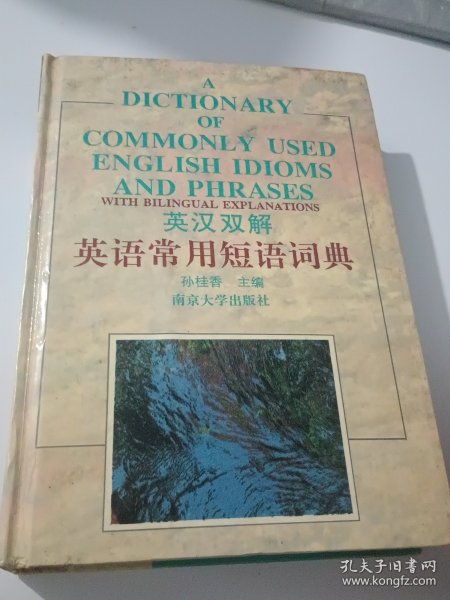 A
DICTIONARY
OF
COMMONLY USED
ENGLISH IDIOMS
AND PHRASES
WITH BILINGUAL EXPLANATIONS
英汉双解
英语常用短语词典
孙桂香 主编
南京大学出版社
孔夫子旧书网
www.kongfz.com